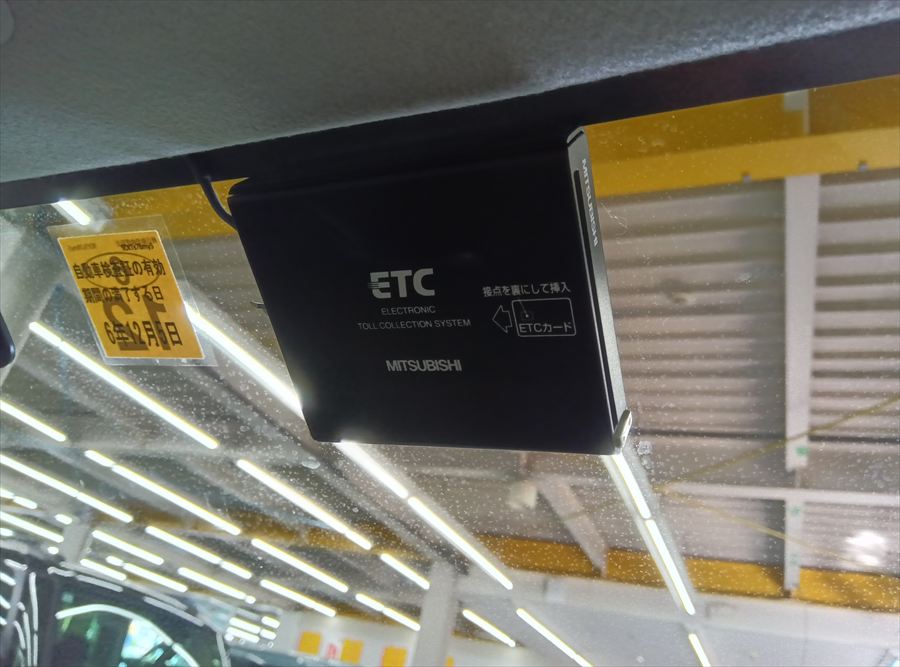 自動車検査証の有効
期間の満了する日
6年12月5日
ETC
ELECTRONIC
TOLL COLLECTION SYSTEM
MITSUBISHI
接点を裏にして挿入
ETCカード
MITSUBISHI